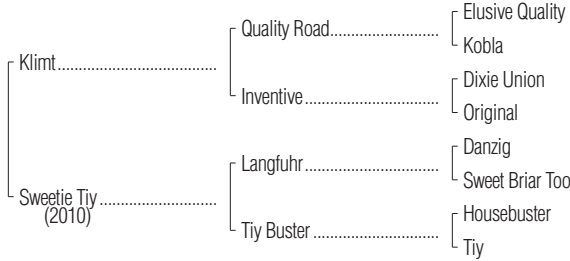 Elusive Quality
Quality Road
Kobla
Klimt
Dixie Union
Inventive
Original
Danzig
Langfuhr
Sweet Briar Too
Sweetie Tiy
(2010)
Housebuster
Tiy Buster
Tiy